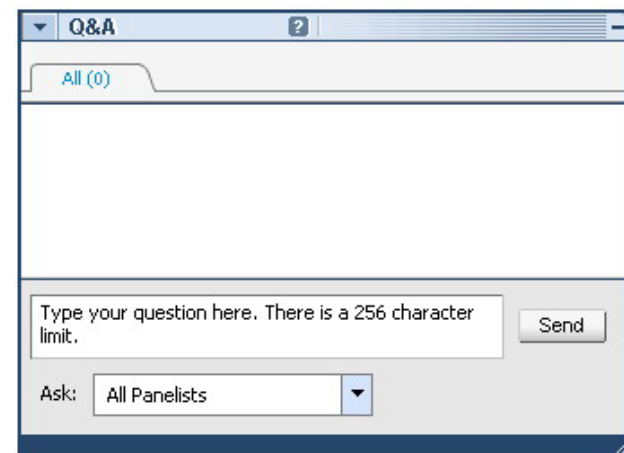 Q&A ?
All (0)
Type your question here. There is a 256 character
limit.
Send
Ask: All Panelists